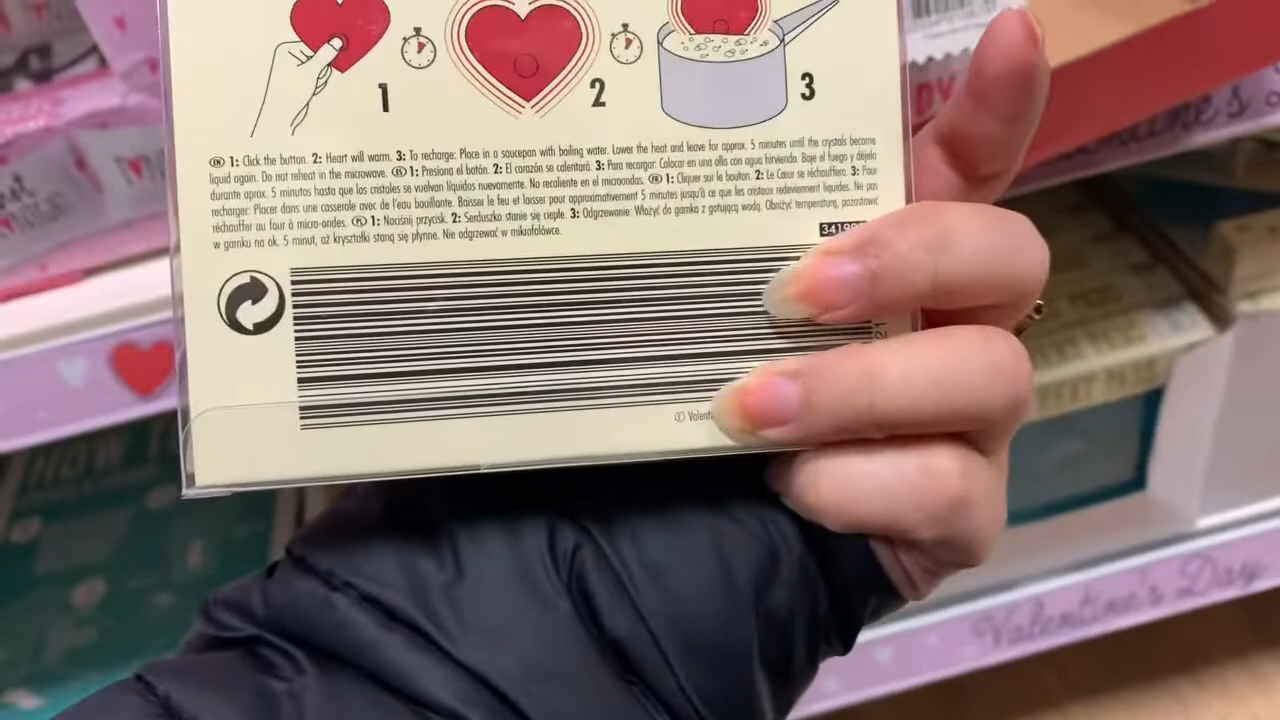 1
2
3
EN 1: Click the button. 2: Heart will warm. 3: To recharge: Place in a saucepan with boiling water. Lower the heat and leave for approx. 5 minutes until the crystals become
liquid again. Do not reheat in the microwave. ES 1: Presiona el botón. 2: El corazón se calentará. 3: Para recargar: Colocar en una olla con agua hirviendo. Baje el fuego y déjelo
durante aprox. 5 minutos hasta que los cristales se vuelvan líquidos nuevamente. No recaliente en el microondas. FR 1: Cliquer sur le bouton. 2: Le Cœur se réchauffera. 3: Pour
recharger: Placer dans une casserole avec de l'eau bouillante. Baisser le feu et laisser pour approximativement 5 minutes jusqu'à ce que les cristaux redeviennent liquides. Ne pas
réchauffer au four à micro-ondes. PL 1: Naciśnij przycisk. 2: Serduszko stanie się ciepłe. 3: Odgrzewanie: Włożyć do garnka z gotującą wodą. Obniżyć temperaturę, pozostawić
w garnku na ok. 5 minut, aż kryształki staną się płynne. Nie odgrzewać w mikrofalówce.
HOW
Valentine's Day